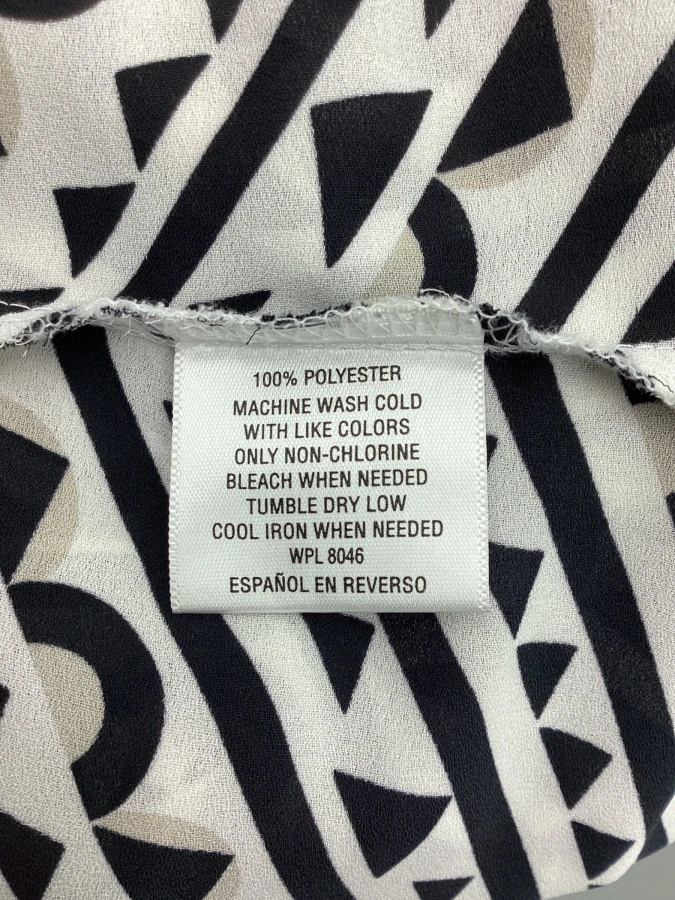 100% POLYESTER
MACHINE WASH COLD
WITH LIKE COLORS
ONLY NON-CHLORINE
BLEACH WHEN NEEDED
TUMBLE DRY LOW
COOL IRON WHEN NEEDED
WPL 8046
ESPAÑOL EN REVERSO